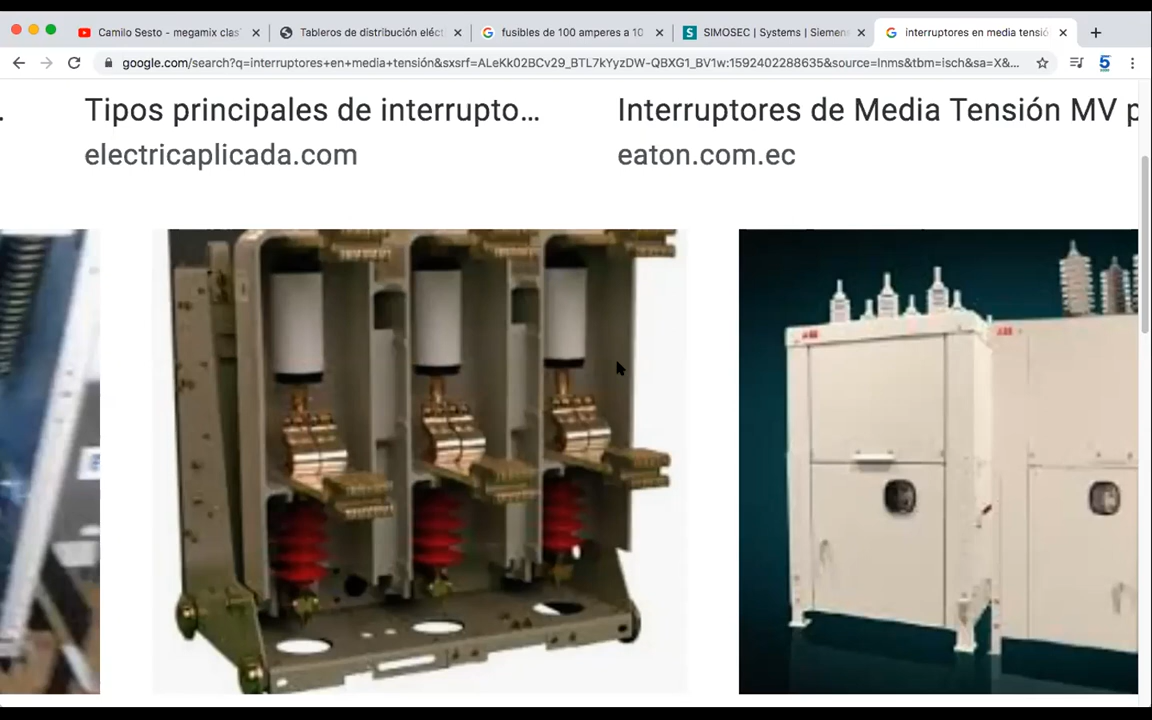 Camilo Sesto - megamix clas
Tableros de distribución eléct
fusibles de 100 amperes a 10
SIMOSEC | Systems | Siemen
interruptores en media tensió
google.com/search?q=interruptores+en+media+tensión&sxsrf=ALeKk02BCv29_BTL7kYyzDW-QBXG1_BV1w:1592402288635&source=lnms&tbm=isch&sa=X&...
Tipos principales de interrupto...
Interruptores de Media Tensión MV p
electricaplicada.com
eaton.com.ec
ABB
ABB